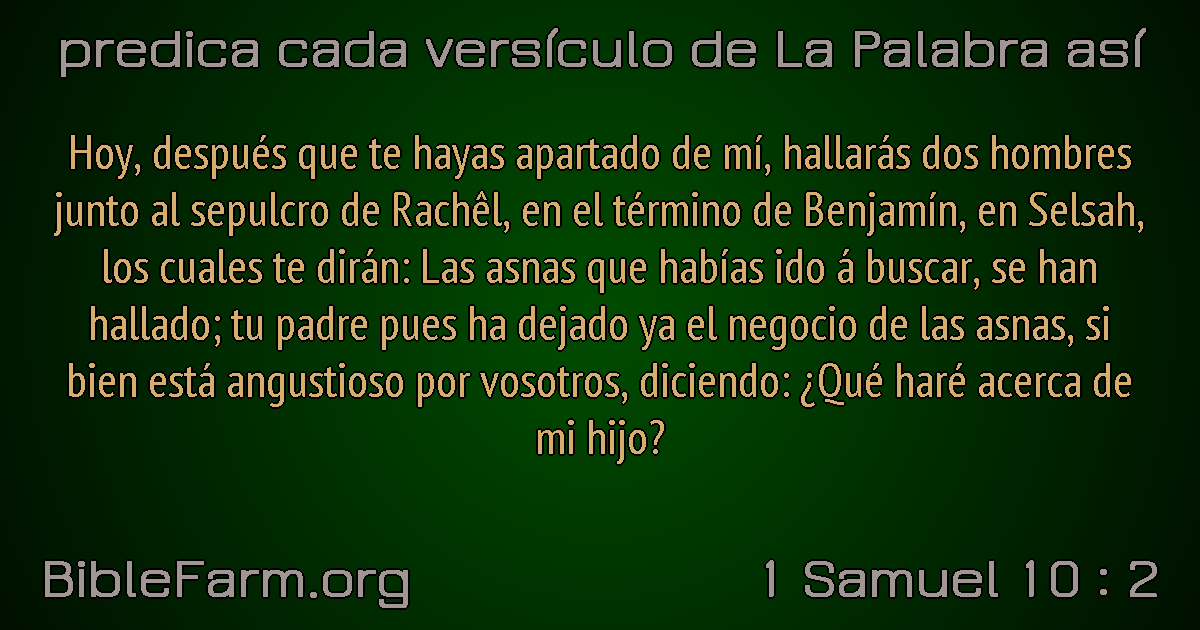 predica cada versículo de La Palabra así
Hoy, después que te hayas apartado de mí, hallarás dos hombres
junto al sepulcro de Rachêl, en el término de Benjamín, en Selsah,
los cuales te dirán: Las asnas que habías ido á buscar, se han
hallado; tu padre pues ha dejado ya el negocio de las asnas, si
bien está angustioso por vosotros, diciendo: ¿Qué haré acerca de
mi hijo?
BibleFarm.org
1 Samuel 10 : 2